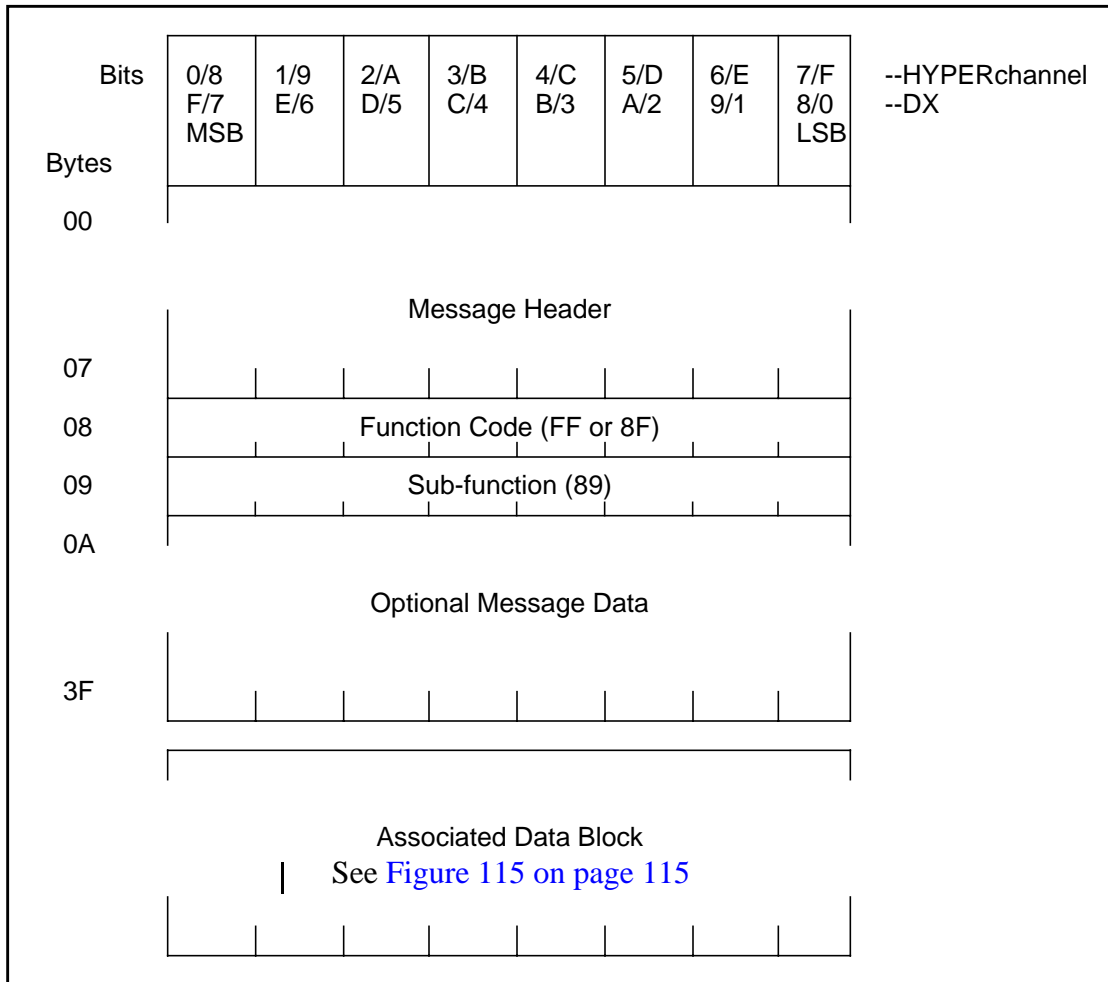 Bits 0/8 1/9 2/A 3/B 4/C 5/D 6/E 7/F --HYPERchannel
F/7 E/6 D/5 C/4 B/3 A/2 9/1 8/0 --DX
MSB LSB
Bytes
00
Message Header
07
08 Function Code (FF or 8F)
09 Sub-function (89)
0A
Optional Message Data
3F
Associated Data Block
See Figure 115 on page 115